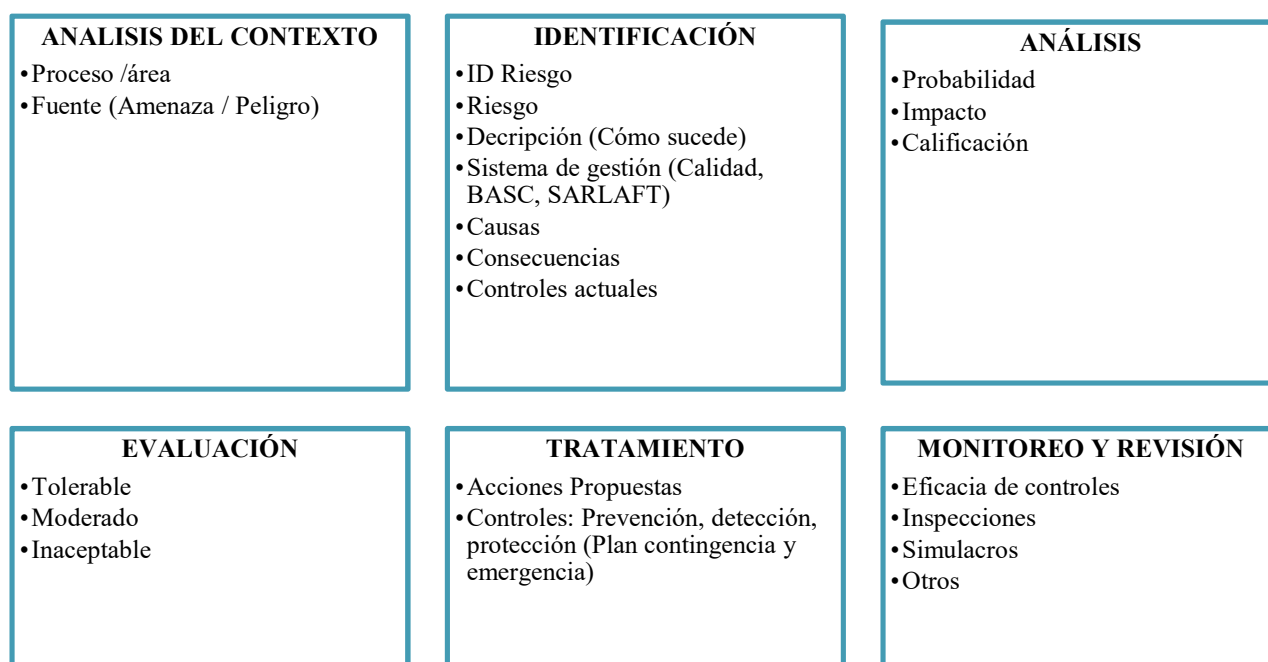 ANALISIS DEL CONTEXTO
•Proceso /área
•Fuente (Amenaza / Peligro)
IDENTIFICACIÓN
•ID Riesgo
•Riesgo
•Decripción (Cómo sucede)
•Sistema de gestión (Calidad,
BASC, SARLAFT)
•Causas
•Consecuencias
•Controles actuales
ANÁLISIS
•Probabilidad
•Impacto
•Calificación
EVALUACIÓN
•Tolerable
•Moderado
•Inaceptable
TRATAMIENTO
•Acciones Propuestas
•Controles: Prevención, detección,
protección (Plan contingencia y
emergencia)
MONITOREO Y REVISIÓN
•Eficacia de controles
•Inspecciones
•Simulacros
•Otros